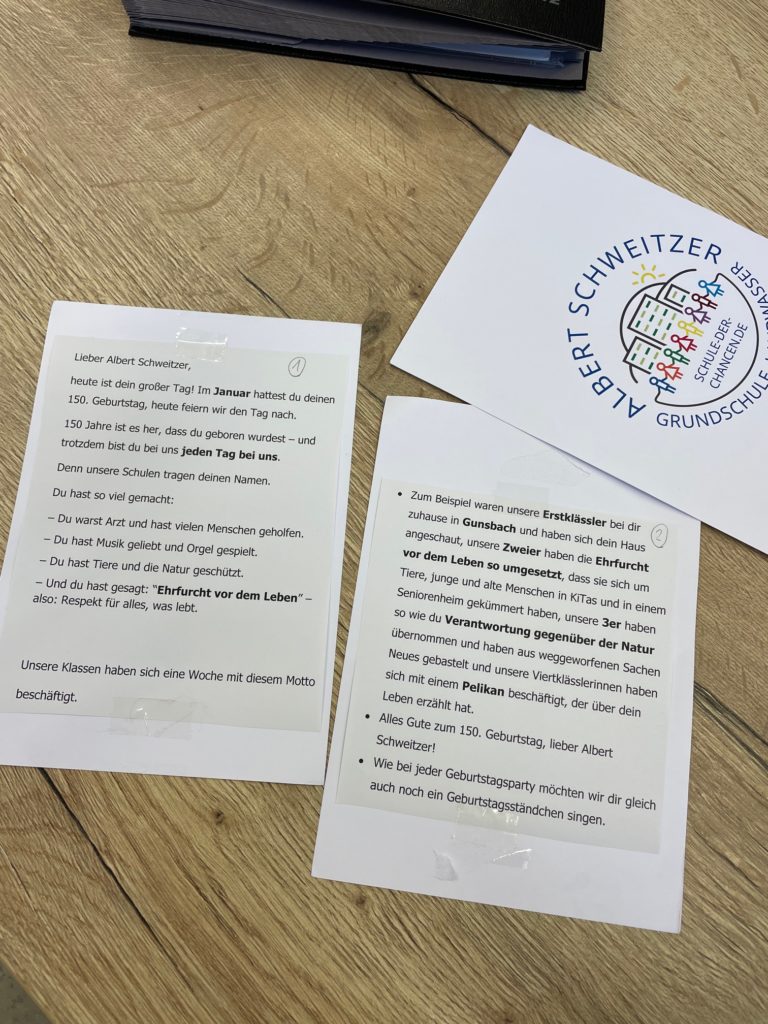 Lieber Albert Schweitzer,
1
heute ist dein großer Tag! Im Januar hattest du deinen
150. Geburtstag, heute feiern wir den Tag nach.
150 Jahre ist es her, dass du geboren wurdest – und
trotzdem bist du bei uns jeden Tag bei uns.
Denn unsere Schulen tragen deinen Namen.
Du hast so viel gemacht:
– Du warst Arzt und hast vielen Menschen geholfen.
– Du hast Musik geliebt und Orgel gespielt.
– Du hast Tiere und die Natur geschützt.
– Und du hast gesagt: "Ehrfurcht vor dem Leben" –
also: Respekt für alles, was lebt.
Unsere Klassen haben sich eine Woche mit diesem Motto
beschäftigt.
2
• Zum Beispiel waren unsere Erstklässler bei dir
zuhause in Gunsbach und haben sich dein Haus
angeschaut, unsere Zweier haben die Ehrfurcht
vor dem Leben so umgesetzt, dass sie sich um
Tiere, junge und alte Menschen in KiTas und in einem
Seniorenheim gekümmert haben, unsere 3er haben
so wie du Verantwortung gegenüber der Natur
übernommen und haben aus weggeworfenen Sachen
Neues gebastelt und unsere Viertklässlerinnen haben
sich mit einem Pelikan beschäftigt, der über dein
Leben erzählt hat.
• Alles Gute zum 150. Geburtstag, lieber Albert
Schweitzer!
• Wie bei jeder Geburtstagsparty möchten wir dir gleich
auch noch ein Geburtstagsständchen singen.
ALBERT SCHWEITZER
GRUNDSCHULE
SCHULE-DER-
CHANCEN.DE